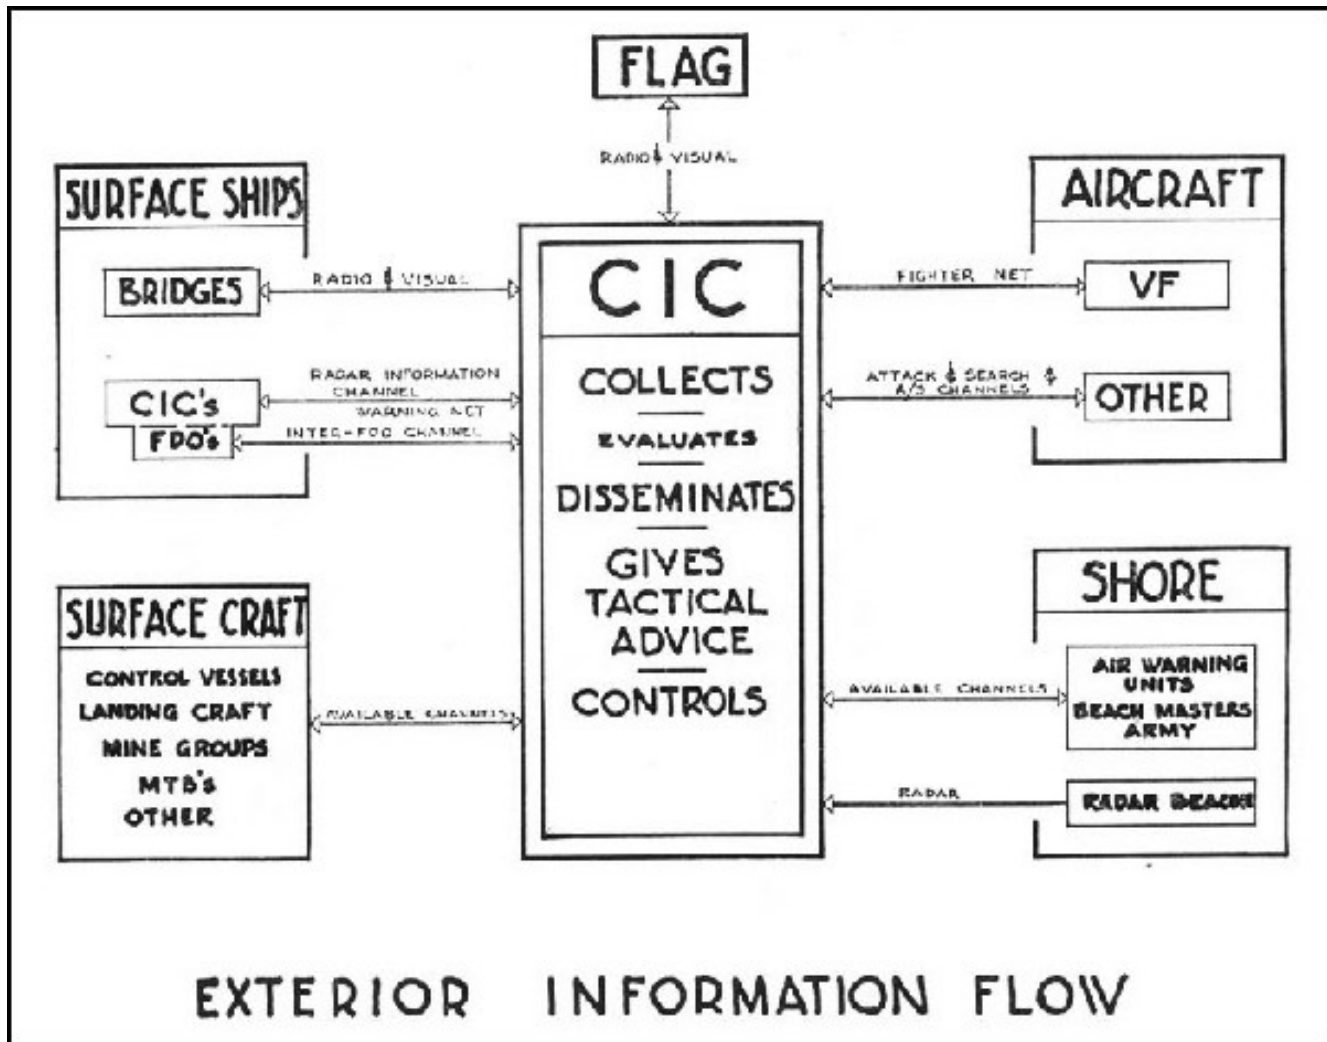 FLAG
RADIO & VISUAL
SURFACE SHIPS
BRIDGES
RADIO & VISUAL
CIC's
FDO's
RADAR INFORMATION
CHANNEL
WARNING NET
INTER-FDO CHANNEL
SURFACE CRAFT
CONTROL VESSELS
LANDING CRAFT
MINE GROUPS
MTB's
OTHER
AVAILABLE CHANNELS
CIC
COLLECTS
EVALUATES
DISSEMINATES
GIVES
TACTICAL
ADVICE
CONTROLS
AIRCRAFT
FIGHTER NET
VF
ATTACK & SEARCH &
A/S CHANNELS
OTHER
SHORE
AVAILABLE CHANNELS
AIR WARNING
UNITS
BEACH MASTERS
ARMY
RADAR
RADAR BEACON
EXTERIOR INFORMATION FLOW